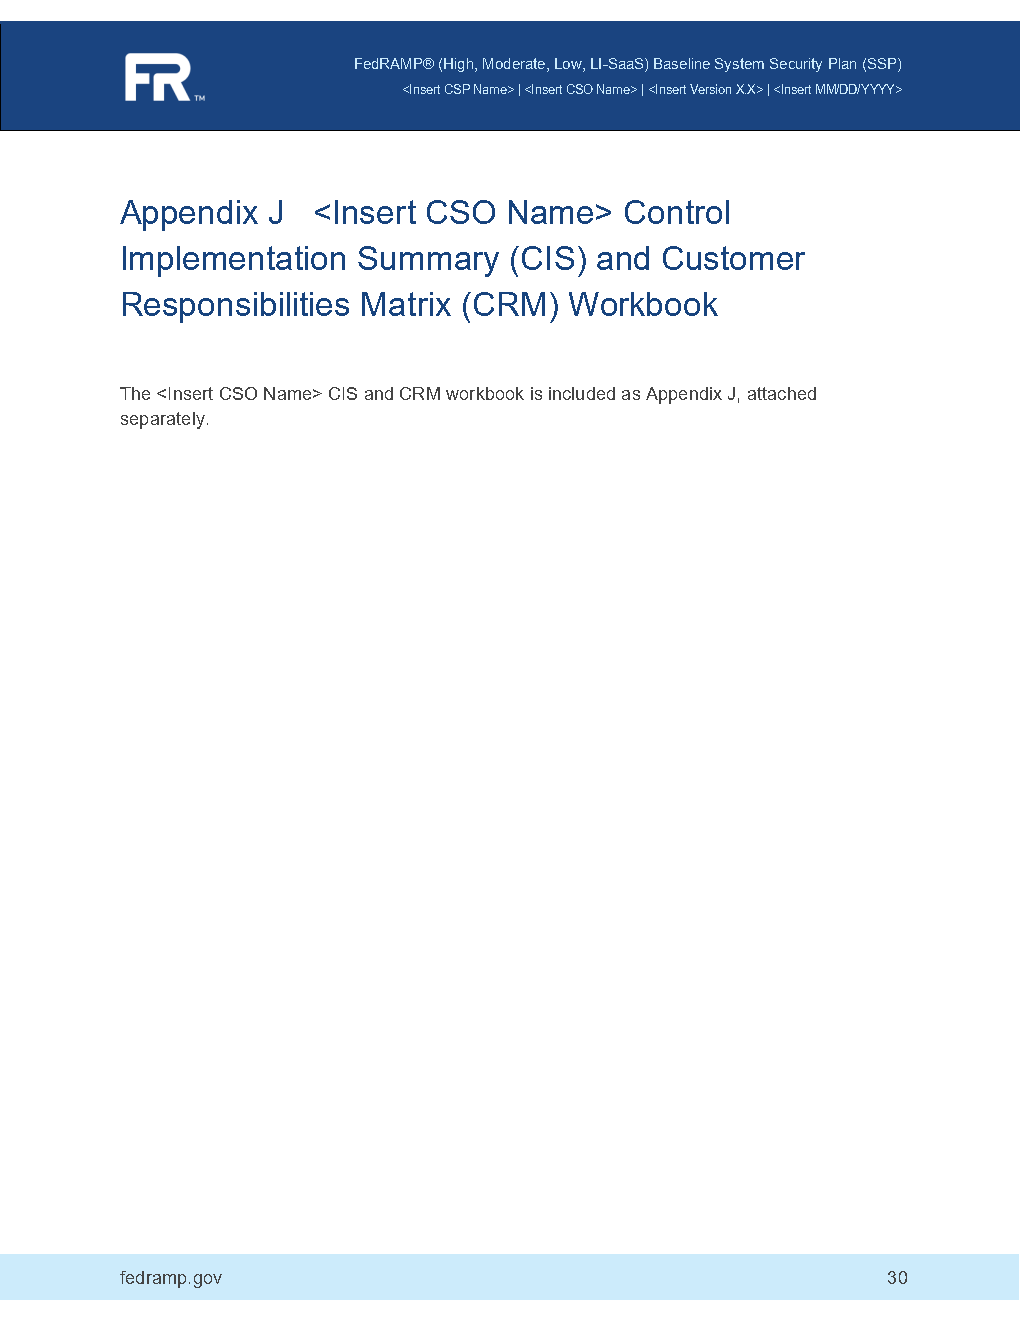 FR™
FedRAMP® (High, Moderate, Low, LI-SaaS) Baseline System Security Plan (SSP)
<Insert CSP Name> | <Insert CSO Name> | <Insert Version X.X> | <Insert MM/DD/YYYY>
Appendix J <Insert CSO Name> Control
Implementation Summary (CIS) and Customer
Responsibilities Matrix (CRM) Workbook
The <Insert CSO Name> CIS and CRM workbook is included as Appendix J, attached
separately.
fedramp.gov 30